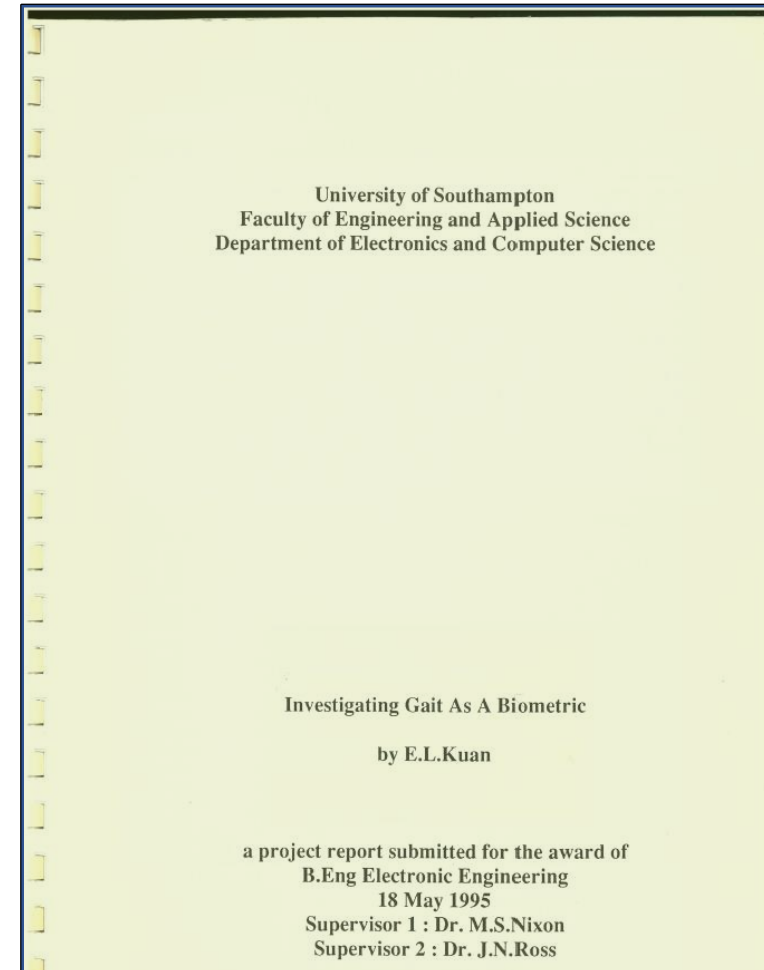 University of Southampton
Faculty of Engineering and Applied Science
Department of Electronics and Computer Science
Investigating Gait As A Biometric
by E.L.Kuan
a project report submitted for the award of
B.Eng Electronic Engineering
18 May 1995
Supervisor 1 : Dr. M.S.Nixon
Supervisor 2 : Dr. J.N.Ross